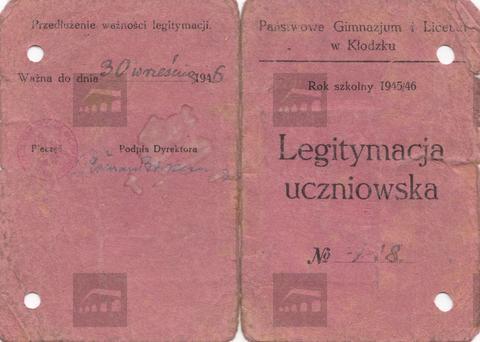 Przedłużenie ważności legitymacji.
Ważna do dnia 30 września 1946
Pieczęć
Podpis Dyrektora
Państwowe Gimnazjum i Liceum
w Kłodzku
Rok szkolny 1945/46
Legitymacja
uczniowska
№